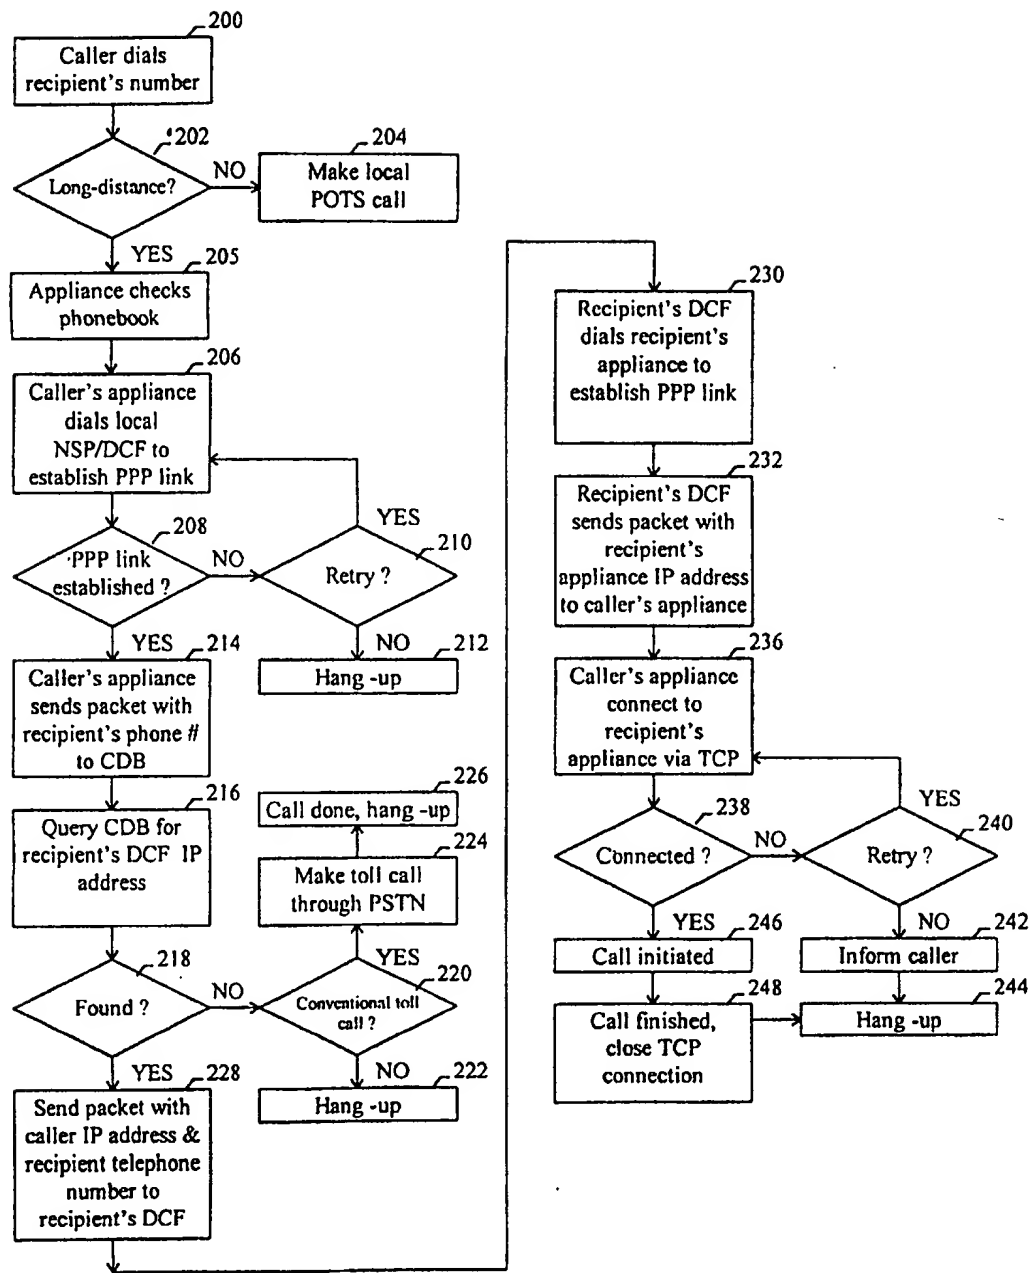 200
Caller dials
recipient's number
202
Long-distance?
NO
204
Make local
POTS call
YES
205
Appliance checks
phonebook
206
Caller's appliance
dials local
NSP/DCF to
establish PPP link
208
PPP link
established ?
NO
YES
210
Retry ?
NO
212
Hang -up
YES
214
Caller's appliance
sends packet with
recipient's phone #
to CDB
216
Query CDB for
recipient's DCF IP
address
218
Found ?
NO
226
Call done, hang -up
224
Make toll call
through PSTN
YES
220
Conventional toll
call ?
NO
222
Hang -up
YES
228
Send packet with
caller IP address &
recipient telephone
number to
recipient's DCF
230
Recipient's DCF
dials recipient's
appliance to
establish PPP link
232
Recipient's DCF
sends packet with
recipient's
appliance IP address
to caller's appliance
236
Caller's appliance
connect to
recipient's
appliance via TCP
238
Connected ?
NO
YES
240
Retry ?
YES
246
Call initiated
NO
242
Inform caller
248
Call finished,
close TCP
connection
244
Hang -up